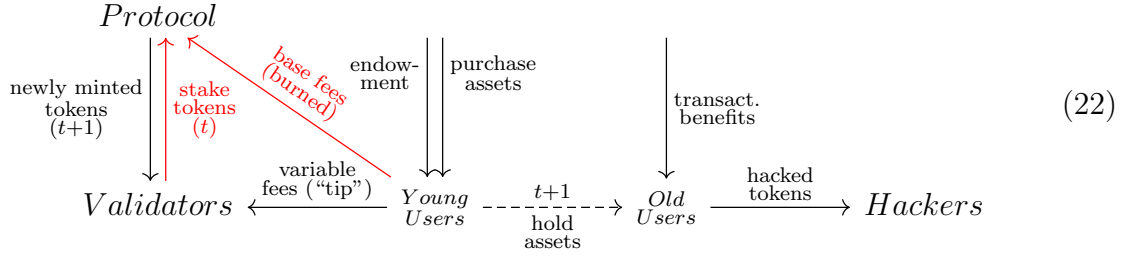 Protocol
newly minted
tokens
(t+1)
stake
tokens
(t)
base fees
(burned)
endow-
ment
purchase
assets
transact.
benefits
(22)
Validators
variable
fees (“tip”)
Young
Users
t+1
hold
assets
Old
Users
hacked
tokens
Hackers